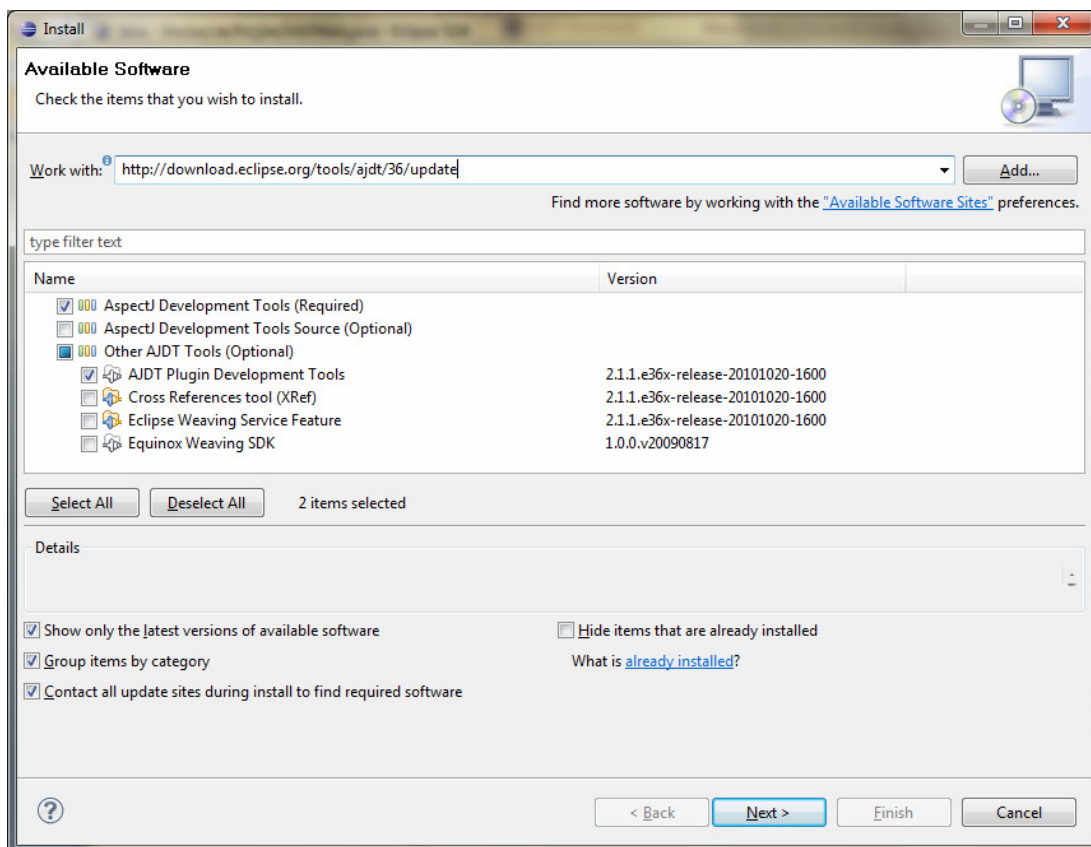 Install
Available Software
Check the items that you wish to install.
Work with: http://download.eclipse.org/tools/ajdt/36/update Add...
Find more software by working with the "Available Software Sites" preferences.
type filter text
Name Version
AspectJ Development Tools (Required)
AspectJ Development Tools Source (Optional)
Other AJDT Tools (Optional)
AJDT Plugin Development Tools 2.1.1.e36x-release-20101020-1600
Cross References tool (XRef) 2.1.1.e36x-release-20101020-1600
Eclipse Weaving Service Feature 2.1.1.e36x-release-20101020-1600
Equinox Weaving SDK 1.0.0.v20090817
Select All Deselect All 2 items selected
Details
Show only the latest versions of available software Hide items that are already installed
Group items by category What is already installed?
Contact all update sites during install to find required software
< Back Next > Finish Cancel